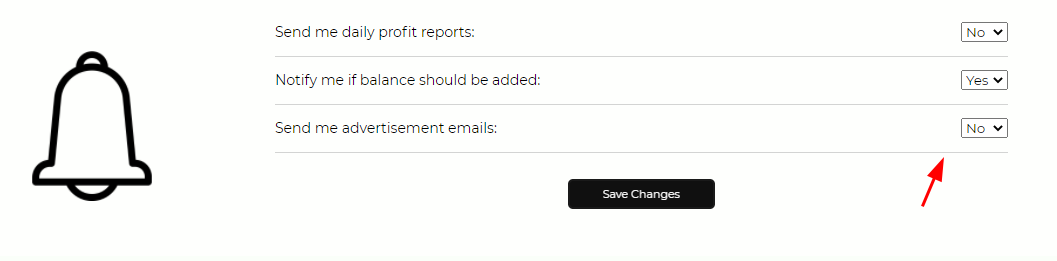 Send me daily profit reports: No
Notify me if balance should be added: Yes
Send me advertisement emails: No
Save Changes